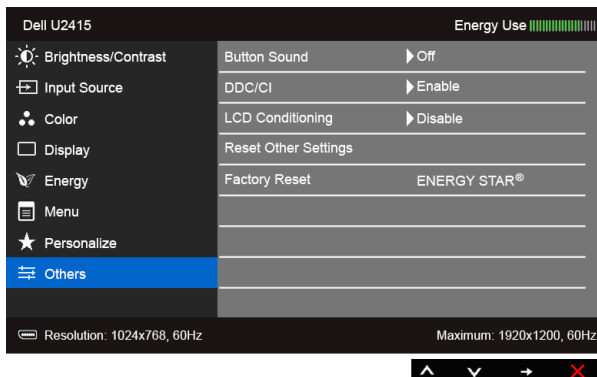 Dell U2415 Energy Use
Brightness/Contrast Button Sound Off
Input Source DDC/CI Enable
Color LCD Conditioning Disable
Display Reset Other Settings
Energy Factory Reset ENERGY STAR®
Menu
Personalize
Others
Resolution: 1024x768, 60Hz Maximum: 1920x1200, 60Hz